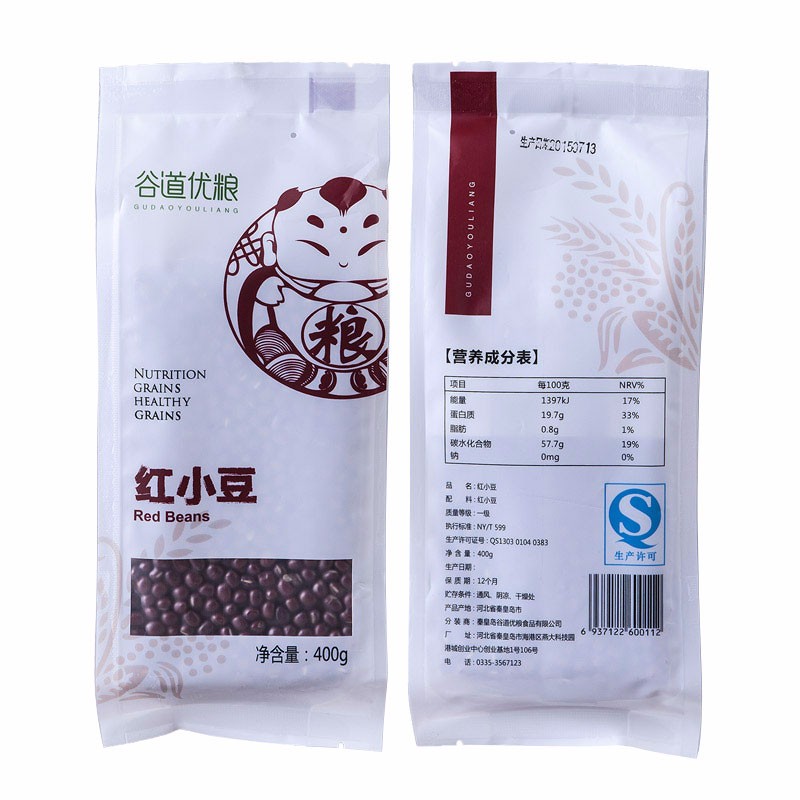 谷道优粮
GUDAOYOULIANG
粮
NUTRITION
GRAINS
HEALTHY
GRAINS
红小豆
Red Beans
净含量：400g
生产日期20150713
GUDAOYOULIANG
【营养成分表】
项目 每100克 NRV%
能量 1397kJ 17%
蛋白质 19.7g 33%
脂肪 0.8g 1%
碳水化合物 57.7g 19%
钠 0mg 0%
品 名：红小豆
配 料：红小豆
质量等级：一级
执行标准：NY/T 599
生产许可证号：QS1303 0104 0383
净 含 量：400g
生产日期：
保 质 期：12个月
贮存条件：通风、阴凉、干燥处
产品产地：河北省秦皇岛市
分 装 商：秦皇岛谷道优粮食品有限公司
厂 址：河北省秦皇岛市海港区燕大科技园
港城创业中心创业基地1号106号
电 话：0335-3567123
生产许可
6 937122 600112